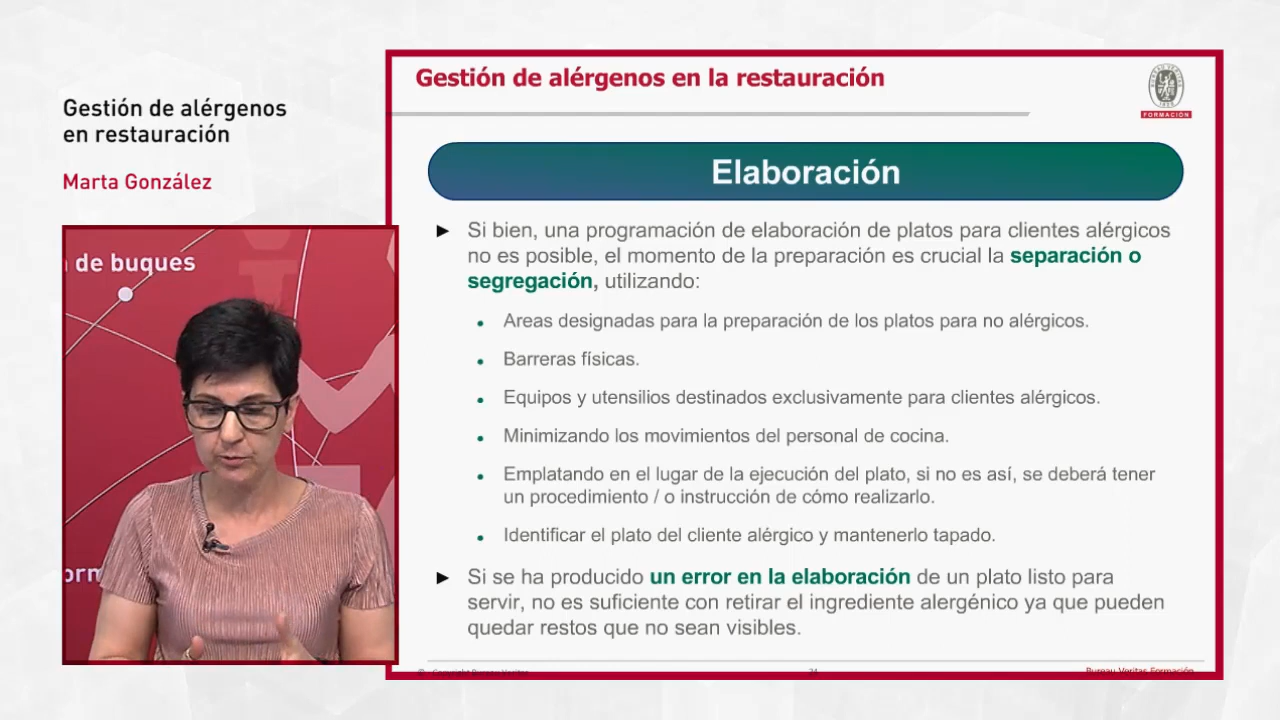 Gestión de alérgenos
en restauración
Marta González
n de buques
orm
Gestión de alérgenos en la restauración
FORMACIÓN
Elaboración
► Si bien, una programación de elaboración de platos para clientes alérgicos
no es posible, el momento de la preparación es crucial la separación o
segregación, utilizando:
• Areas designadas para la preparación de los platos para no alérgicos.
• Barreras físicas.
• Equipos y utensilios destinados exclusivamente para clientes alérgicos.
• Minimizando los movimientos del personal de cocina.
• Emplatando en el lugar de la ejecución del plato, si no es así, se deberá tener
un procedimiento / o instrucción de cómo realizarlo.
• Identificar el plato del cliente alérgico y mantenerlo tapado.
► Si se ha producido un error en la elaboración de un plato listo para
servir, no es suficiente con retirar el ingrediente alergénico ya que pueden
quedar restos que no sean visibles.
© Copyright Bureau Veritas
Bureau Veritas Formación